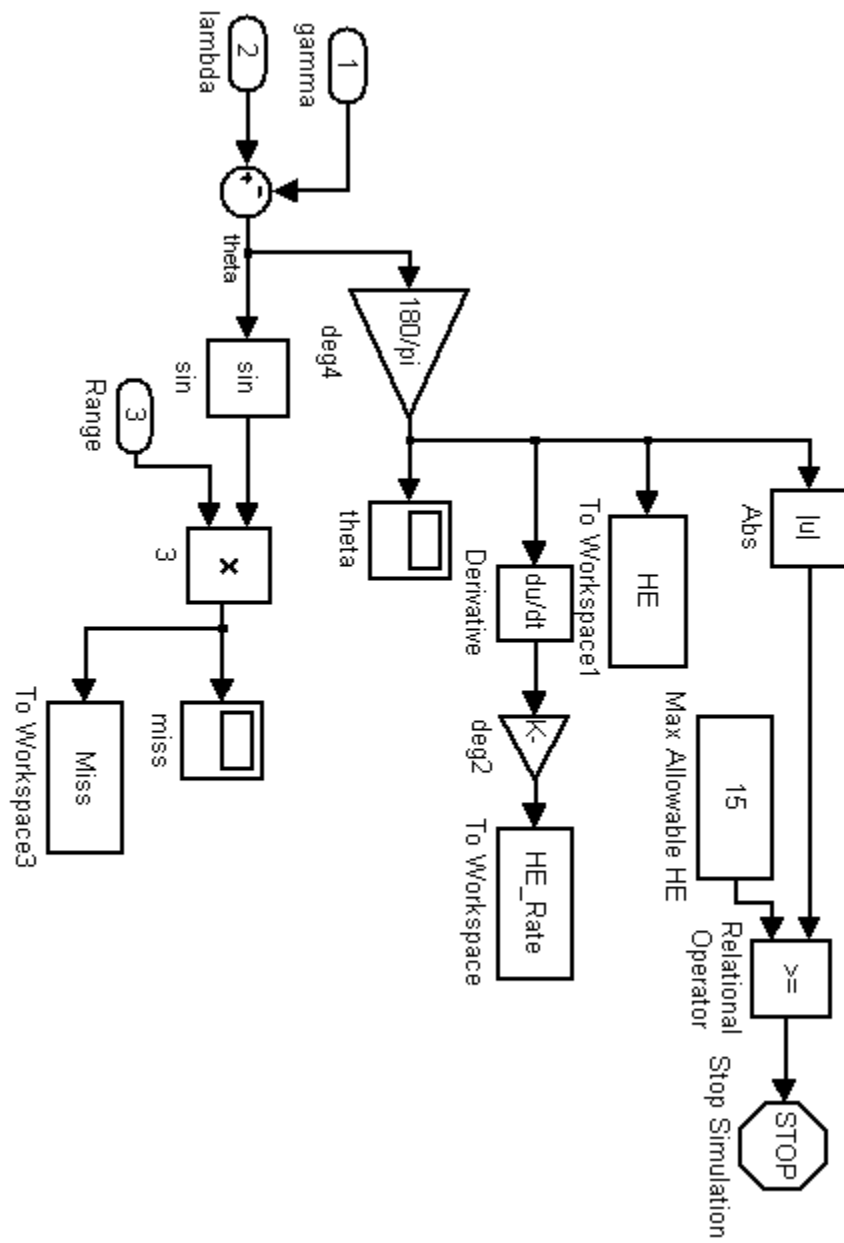 1
gamma
2
lambda
+
-
theta
180/pi
deg4
sin
sin
3
Range
×
3
miss
Miss
To Workspace3
theta
du/dt
Derivative
-K-
deg2
HE_Rate
To Workspace
HE
To Workspace1
|u|
Abs
15
Max Allowable HE
>=
Relational
Operator
STOP
Stop Simulation